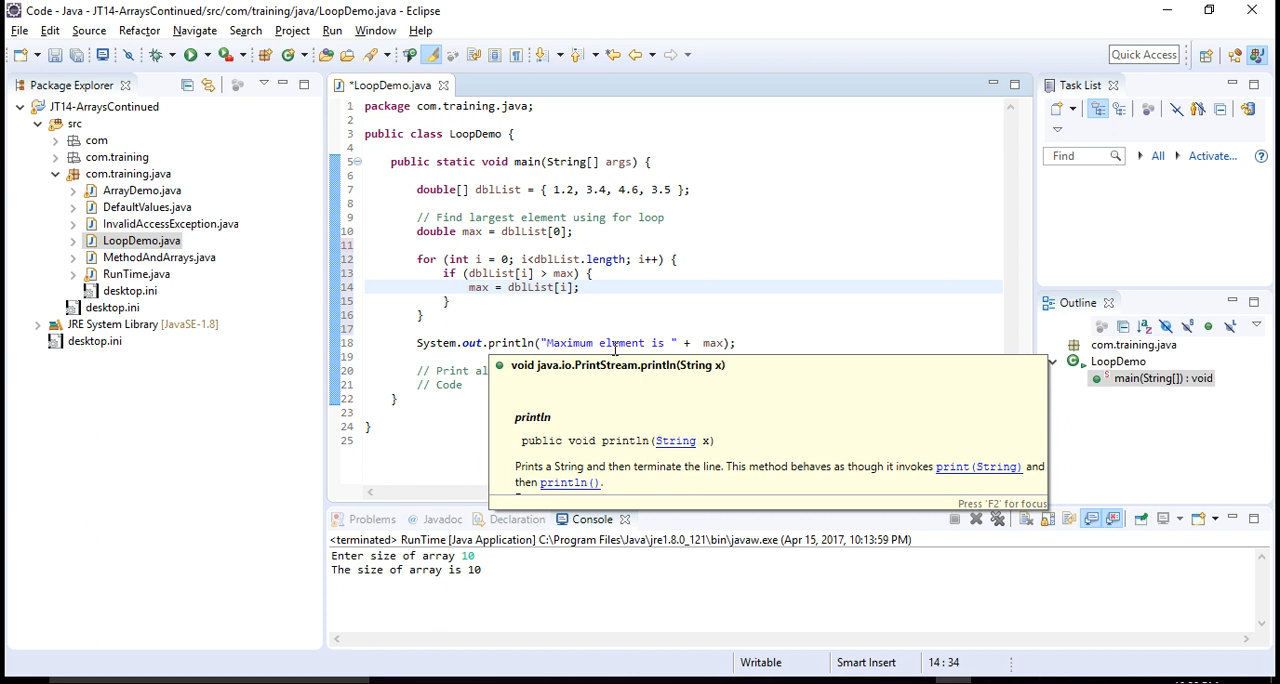 Code - Java - JT14-ArraysContinued/src/com/training/java/LoopDemo.java - Eclipse
File Edit Source Refactor Navigate Search Project Run Window Help
Quick Access
Package Explorer
JT14-ArraysContinued
src
com
com.training
com.training.java
ArrayDemo.java
DefaultValues.java
InvalidAccessException.java
LoopDemo.java
MethodAndArrays.java
RunTime.java
desktop.ini
desktop.ini
JRE System Library [JavaSE-1.8]
desktop.ini
*LoopDemo.java
1 package com.training.java;
2
3 public class LoopDemo {
4
5 public static void main(String[] args) {
6
7 double[] dblList = { 1.2, 3.4, 4.6, 3.5 };
8
9 // Find largest element using for loop
10 double max = dblList[0];
11
12 for (int i = 0; i<dblList.length; i++) {
13 if (dblList[i] > max) {
14 max = dblList[i];
15 }
16 }
17
18 System.out.println("Maximum element is " + max);
19
20 // Print al
21 // Code
22 }
23
24 }
25
void java.io.PrintStream.println(String x)
println
public void println(String x)
Prints a String and then terminate the line. This method behaves as though it invokes print(String) and
then println().
Press 'F2' for focus
Task List
Find All Activate...
Outline
com.training.java
LoopDemo
main(String[]) : void
Problems @ Javadoc Declaration Console
<terminated> RunTime [Java Application] C:\Program Files\Java\jre1.8.0_121\bin\javaw.exe (Apr 15, 2017, 10:13:59 PM)
Enter size of array 10
The size of array is 10
Writable Smart Insert 14 : 34